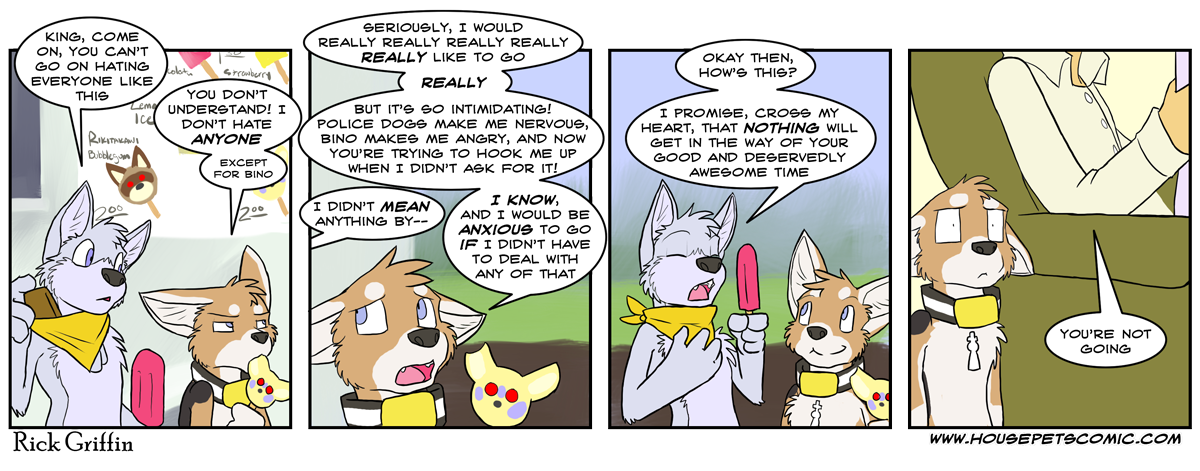 KING, COME
ON, YOU CAN'T
GO ON HATING
EVERYONE LIKE
THIS
Strawberry
RIKITAKAWI
Bubblegum
2.00
2.00
YOU DON'T
UNDERSTAND! I
DON'T HATE
ANYONE
EXCEPT
FOR BINO
SERIOUSLY, I WOULD
REALLY REALLY REALLY REALLY
REALLY LIKE TO GO
REALLY
BUT IT'S SO INTIMIDATING!
POLICE DOGS MAKE ME NERVOUS,
BINO MAKES ME ANGRY, AND NOW
YOU'RE TRYING TO HOOK ME UP
WHEN I DIDN'T ASK FOR IT!
I DIDN'T MEAN
ANYTHING BY--
I KNOW,
AND I WOULD BE
ANXIOUS TO GO
IF I DIDN'T HAVE
TO DEAL WITH
ANY OF THAT
OKAY THEN,
HOW'S THIS?
I PROMISE, CROSS MY
HEART, THAT NOTHING WILL
GET IN THE WAY OF YOUR
GOOD AND DESERVEDLY
AWESOME TIME
YOU'RE NOT
GOING
Rick Griffin
WWW.HOUSEPETSCOMIC.COM